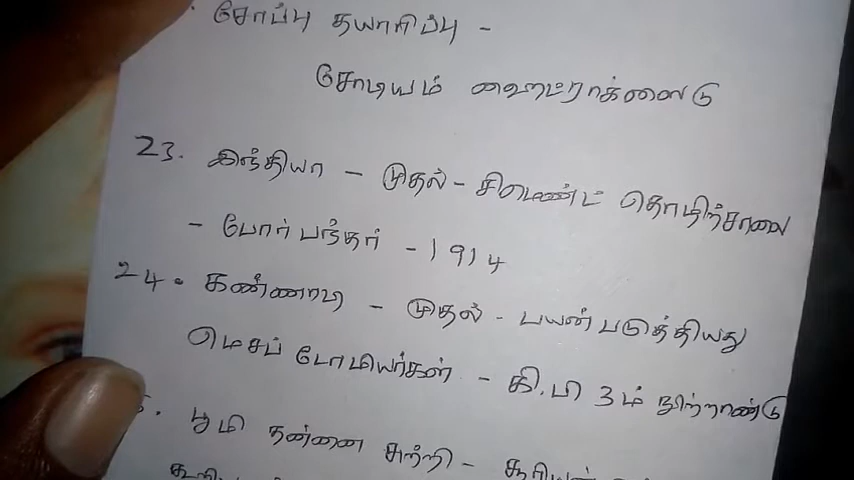 சோப்பு தயாரிப்பு -
சோடியம் ஹைட்ராக்ஸைடு
23. இந்தியா - முதல் - சிமெண்ட் தொழிற்சாலை
- போர் பந்தர் - 1914
24. கண்ணாடி - முதல் - பயன் படுத்தியது
மெசப் டோமியர்கள் - கி.பி 3ம் நூற்றாண்டு
பூமி தன்னை சுற்றி - சூரியன்